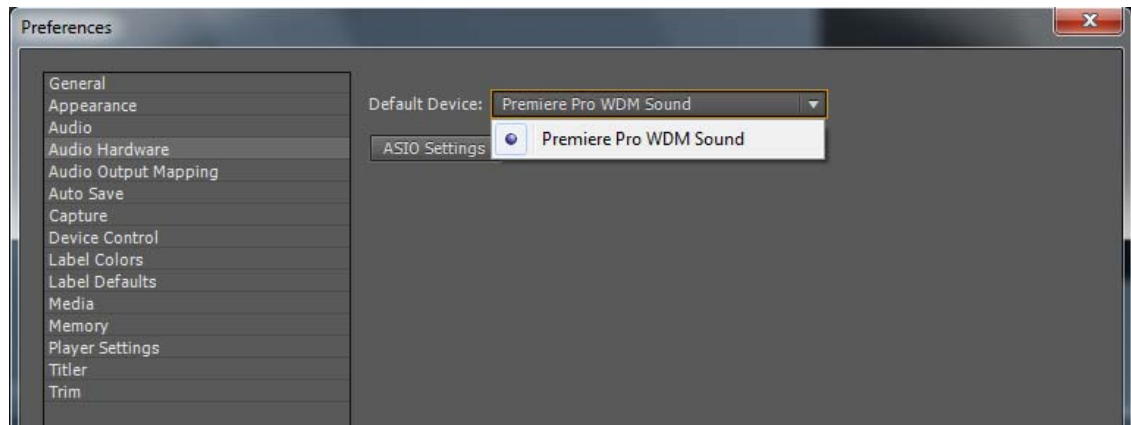 Preferences
General
Appearance
Audio
Audio Hardware
Audio Output Mapping
Auto Save
Capture
Device Control
Label Colors
Label Defaults
Media
Memory
Player Settings
Titler
Trim
Default Device: Premiere Pro WDM Sound
Premiere Pro WDM Sound
ASIO Settings